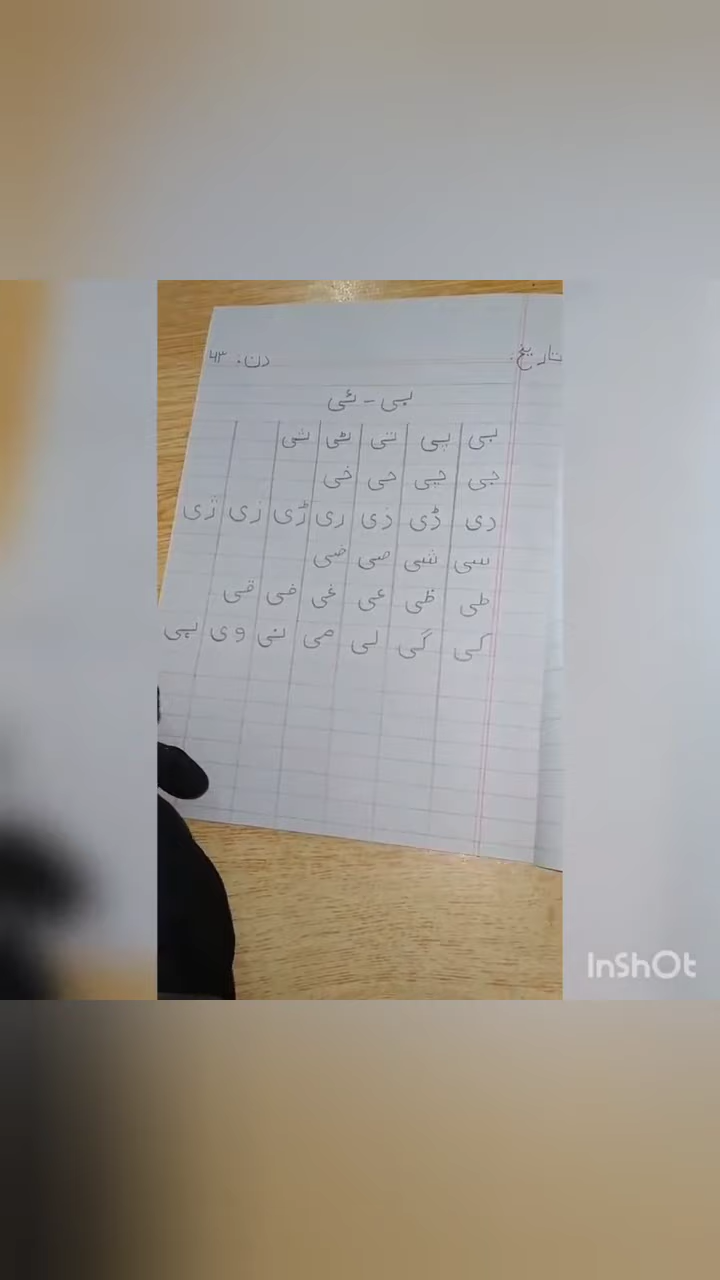 تاریخ: دن: ۶۳
بی - ئی
بی پی تی ٹی ثی
جی چی حی خی
دی ڈی ذی ری ڑی زی ژی
سی شی صی ضی
طی ظی عی غی فی قی
کی گی لی می نی وی ہی
InShOt